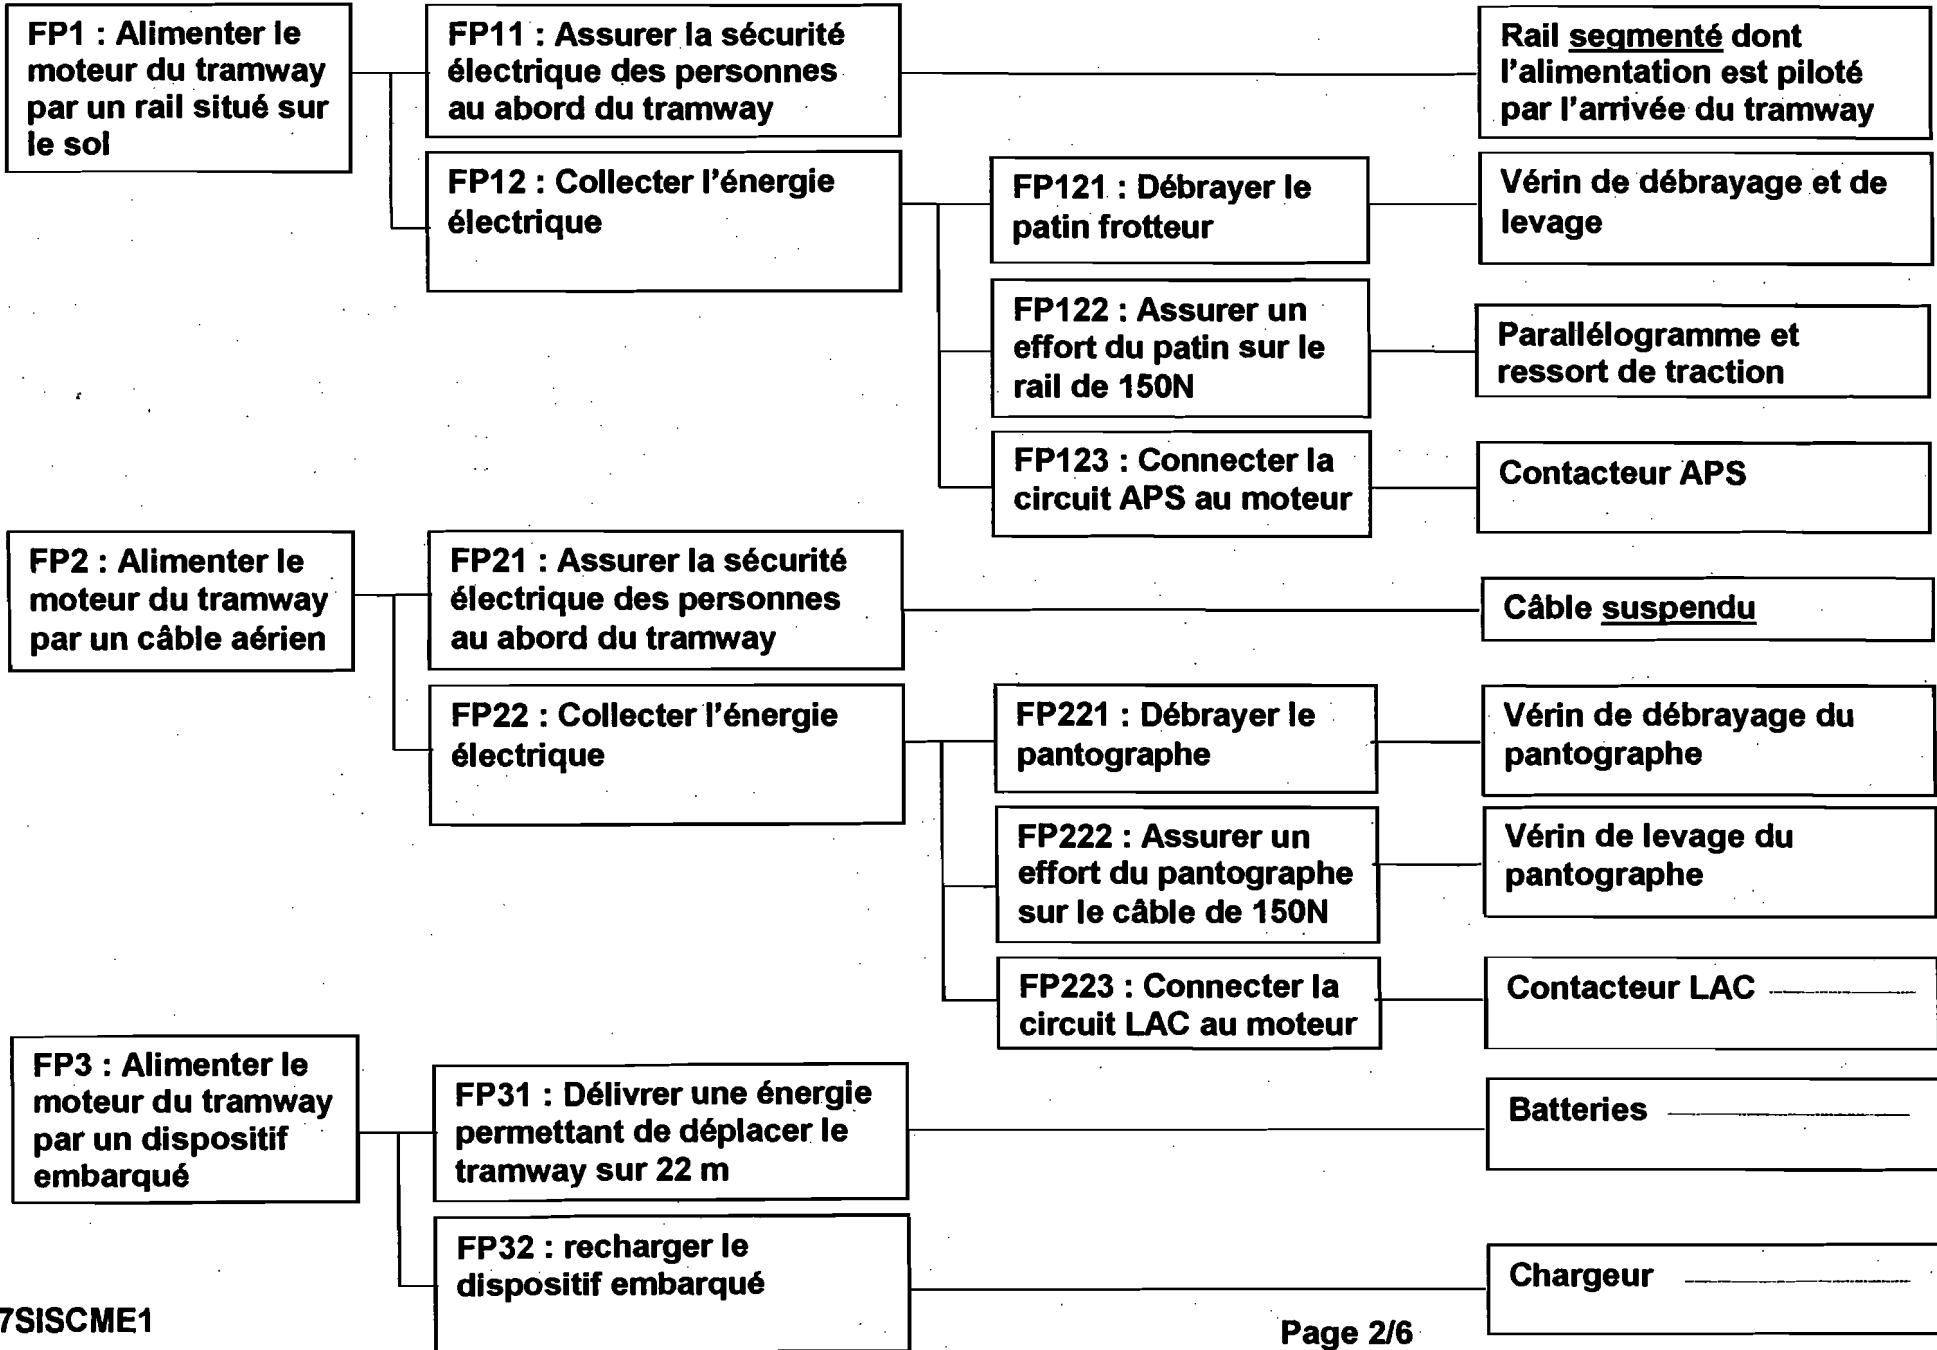 FP1 : Alimenter le
moteur du tramway
par un rail situé sur
le sol
FP11 : Assurer la sécurité
électrique des personnes
au abord du tramway
Rail segmenté dont
l'alimentation est piloté
par l'arrivée du tramway
FP12 : Collecter l'énergie
électrique
FP121 : Débrayer le
patin frotteur
Vérin de débrayage et de
levage
FP122 : Assurer un
effort du patin sur le
rail de 150N
Parallélogramme et
ressort de traction
FP123 : Connecter la
circuit APS au moteur
Contacteur APS
FP2 : Alimenter le
moteur du tramway
par un câble aérien
FP21 : Assurer la sécurité
électrique des personnes
au abord du tramway
Câble suspendu
FP22 : Collecter l'énergie
électrique
FP221 : Débrayer le
pantographe
Vérin de débrayage du
pantographe
FP222 : Assurer un
effort du pantographe
sur le câble de 150N
Vérin de levage du
pantographe
FP223 : Connecter la
circuit LAC au moteur
Contacteur LAC
FP3 : Alimenter le
moteur du tramway
par un dispositif
embarqué
FP31 : Délivrer une énergie
permettant de déplacer le
tramway sur 22 m
Batteries
FP32 : recharger le
dispositif embarqué
Chargeur
7SISCME1
Page 2/6